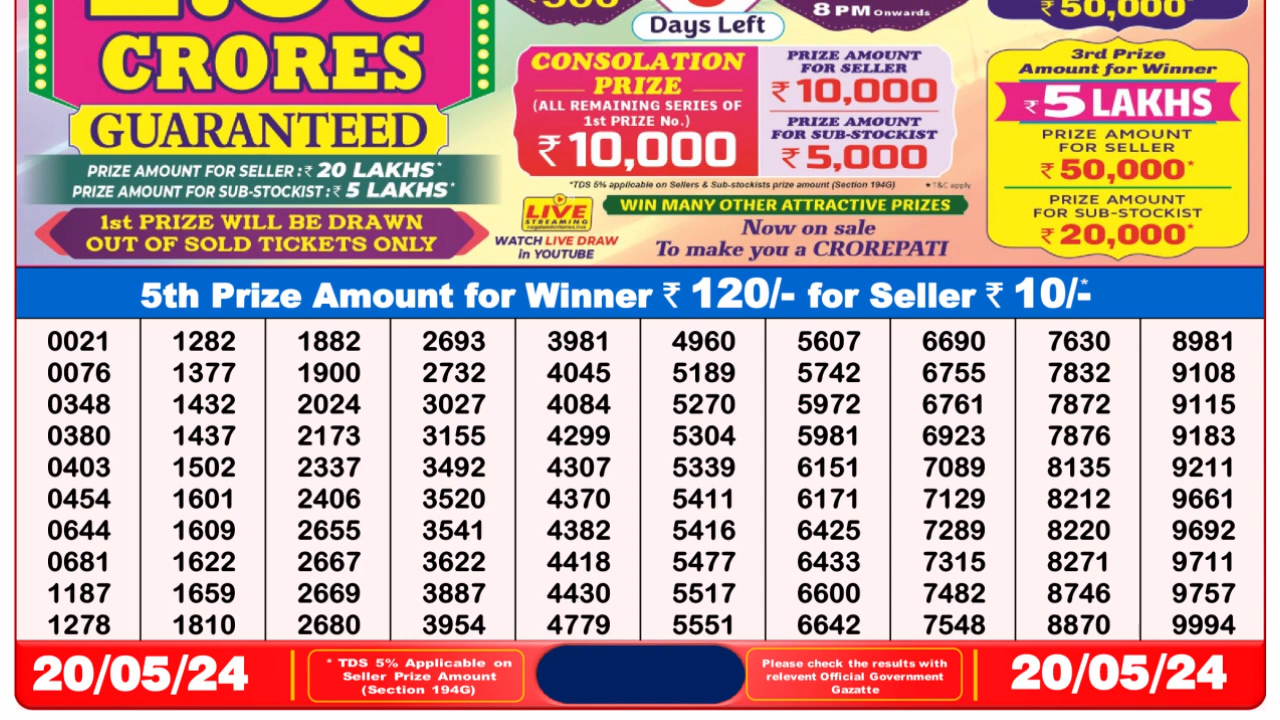 CRORES
GUARANTEED
PRIZE AMOUNT FOR SELLER :₹ 20 LAKHS*
PRIZE AMOUNT FOR SUB-STOCKIST :₹ 5 LAKHS*
1st PRIZE WILL BE DRAWN
OUT OF SOLD TICKETS ONLY
Days Left
8 PM Onwards
₹ 50,000*
CONSOLATION
PRIZE
(ALL REMAINING SERIES OF
1st PRIZE No.)
₹ 10,000
PRIZE AMOUNT
FOR SELLER
₹ 10,000
PRIZE AMOUNT
FOR SUB-STOCKIST
₹ 5,000
*TDS 5% applicable on Sellers & Sub-stockists prize amount (Section 194G)
★T&C apply
LIVE
STREAMING
WATCH LIVE DRAW
in YOUTUBE
WIN MANY OTHER ATTRACTIVE PRIZES
Now on sale
To make you a CROREPATI
3rd Prize
Amount for Winner
₹ 5 LAKHS
PRIZE AMOUNT
FOR SELLER
₹ 50,000*
PRIZE AMOUNT
FOR SUB-STOCKIST
₹ 20,000*
5th Prize Amount for Winner ₹ 120/- for Seller ₹ 10/-*
0021 1282 1882 2693 3981 4960 5607 6690 7630 8981
0076 1377 1900 2732 4045 5189 5742 6755 7832 9108
0348 1432 2024 3027 4084 5270 5972 6761 7872 9115
0380 1437 2173 3155 4299 5304 5981 6923 7876 9183
0403 1502 2337 3492 4307 5339 6151 7089 8135 9211
0454 1601 2406 3520 4370 5411 6171 7129 8212 9661
0644 1609 2655 3541 4382 5416 6425 7289 8220 9692
0681 1622 2667 3622 4418 5477 6433 7315 8271 9711
1187 1659 2669 3887 4430 5517 6600 7482 8746 9757
1278 1810 2680 3954 4779 5551 6642 7548 8870 9994
20/05/24
* TDS 5% Applicable on
Seller Prize Amount
(Section 194G)
Please check the results with
relevent Official Government
Gazatte
20/05/24